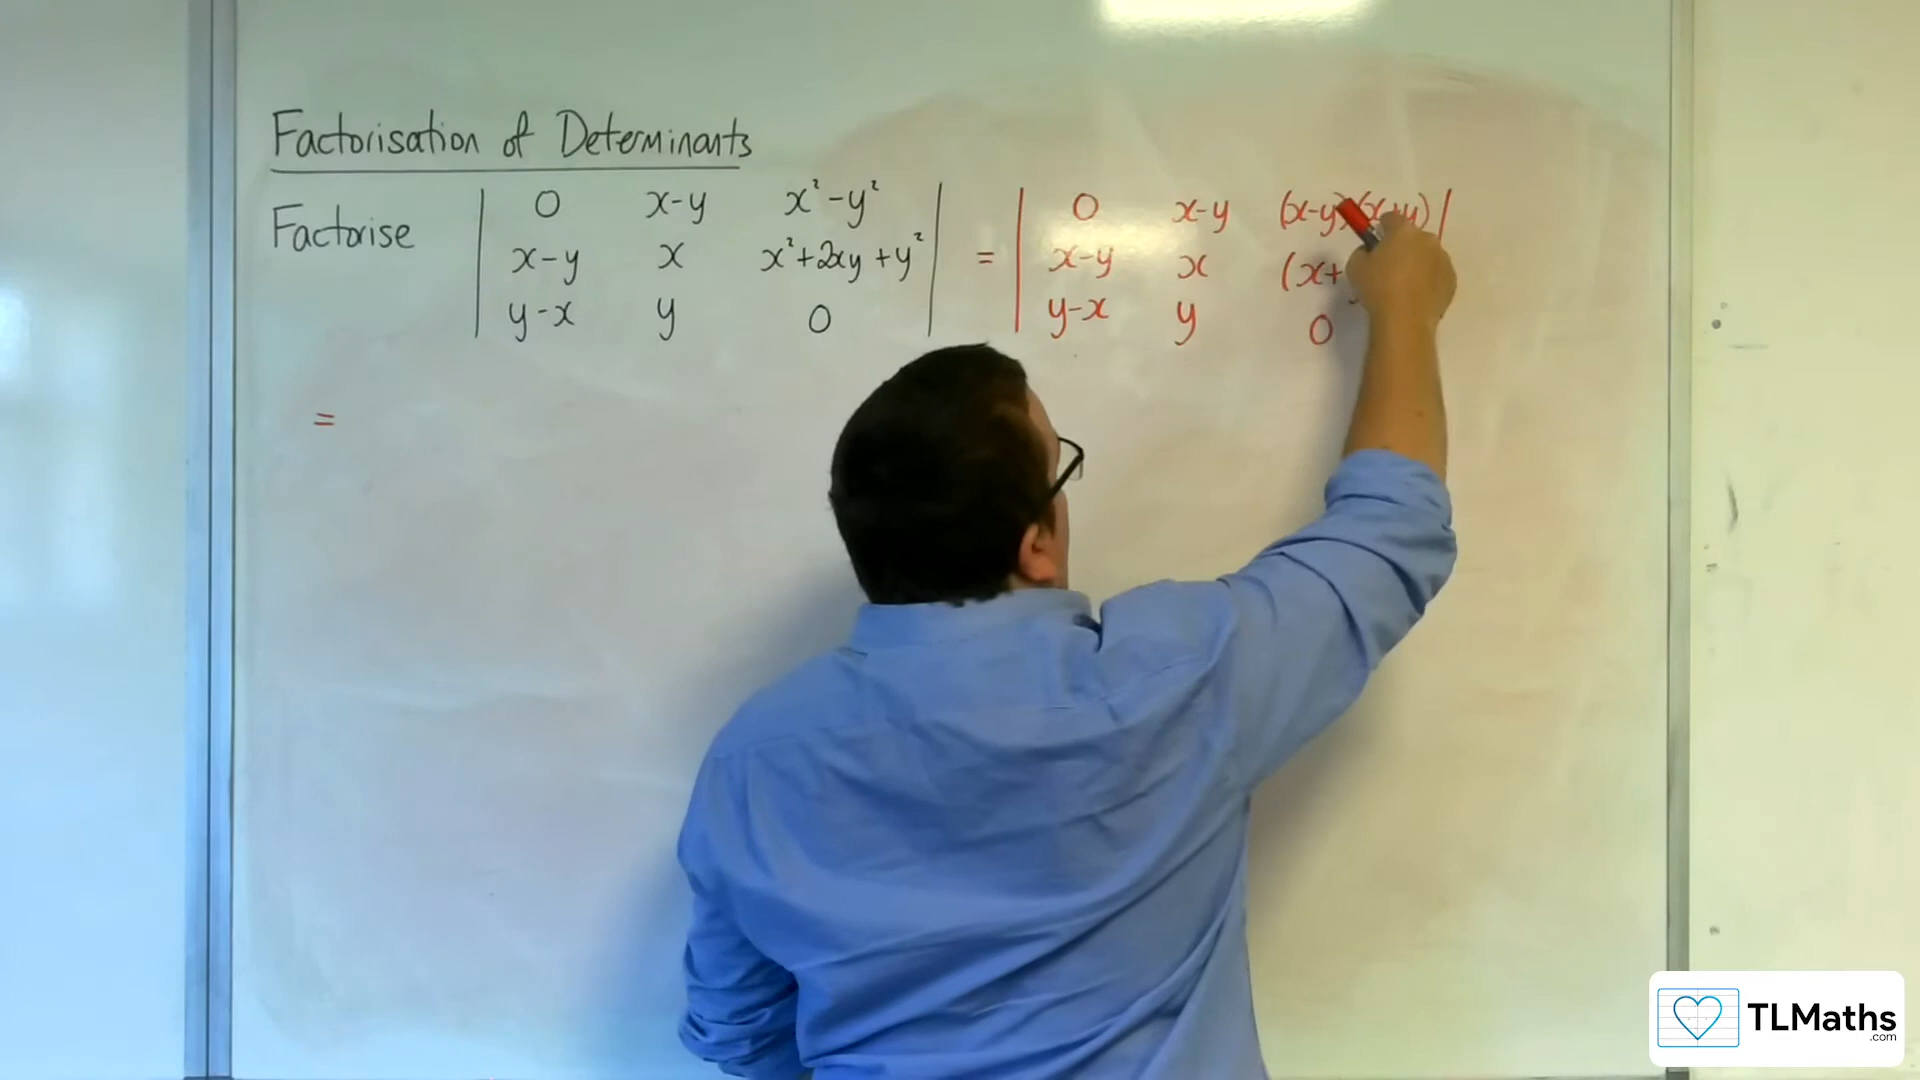 Factorisation of Determinants
Factorise | 0 x-y x²-y² | = | 0 x-y (x-y)(x+y) |
x-y x x²+2xy+y² x-y x (x+
y-x y 0 y-x y 0
=
TLMaths
.com